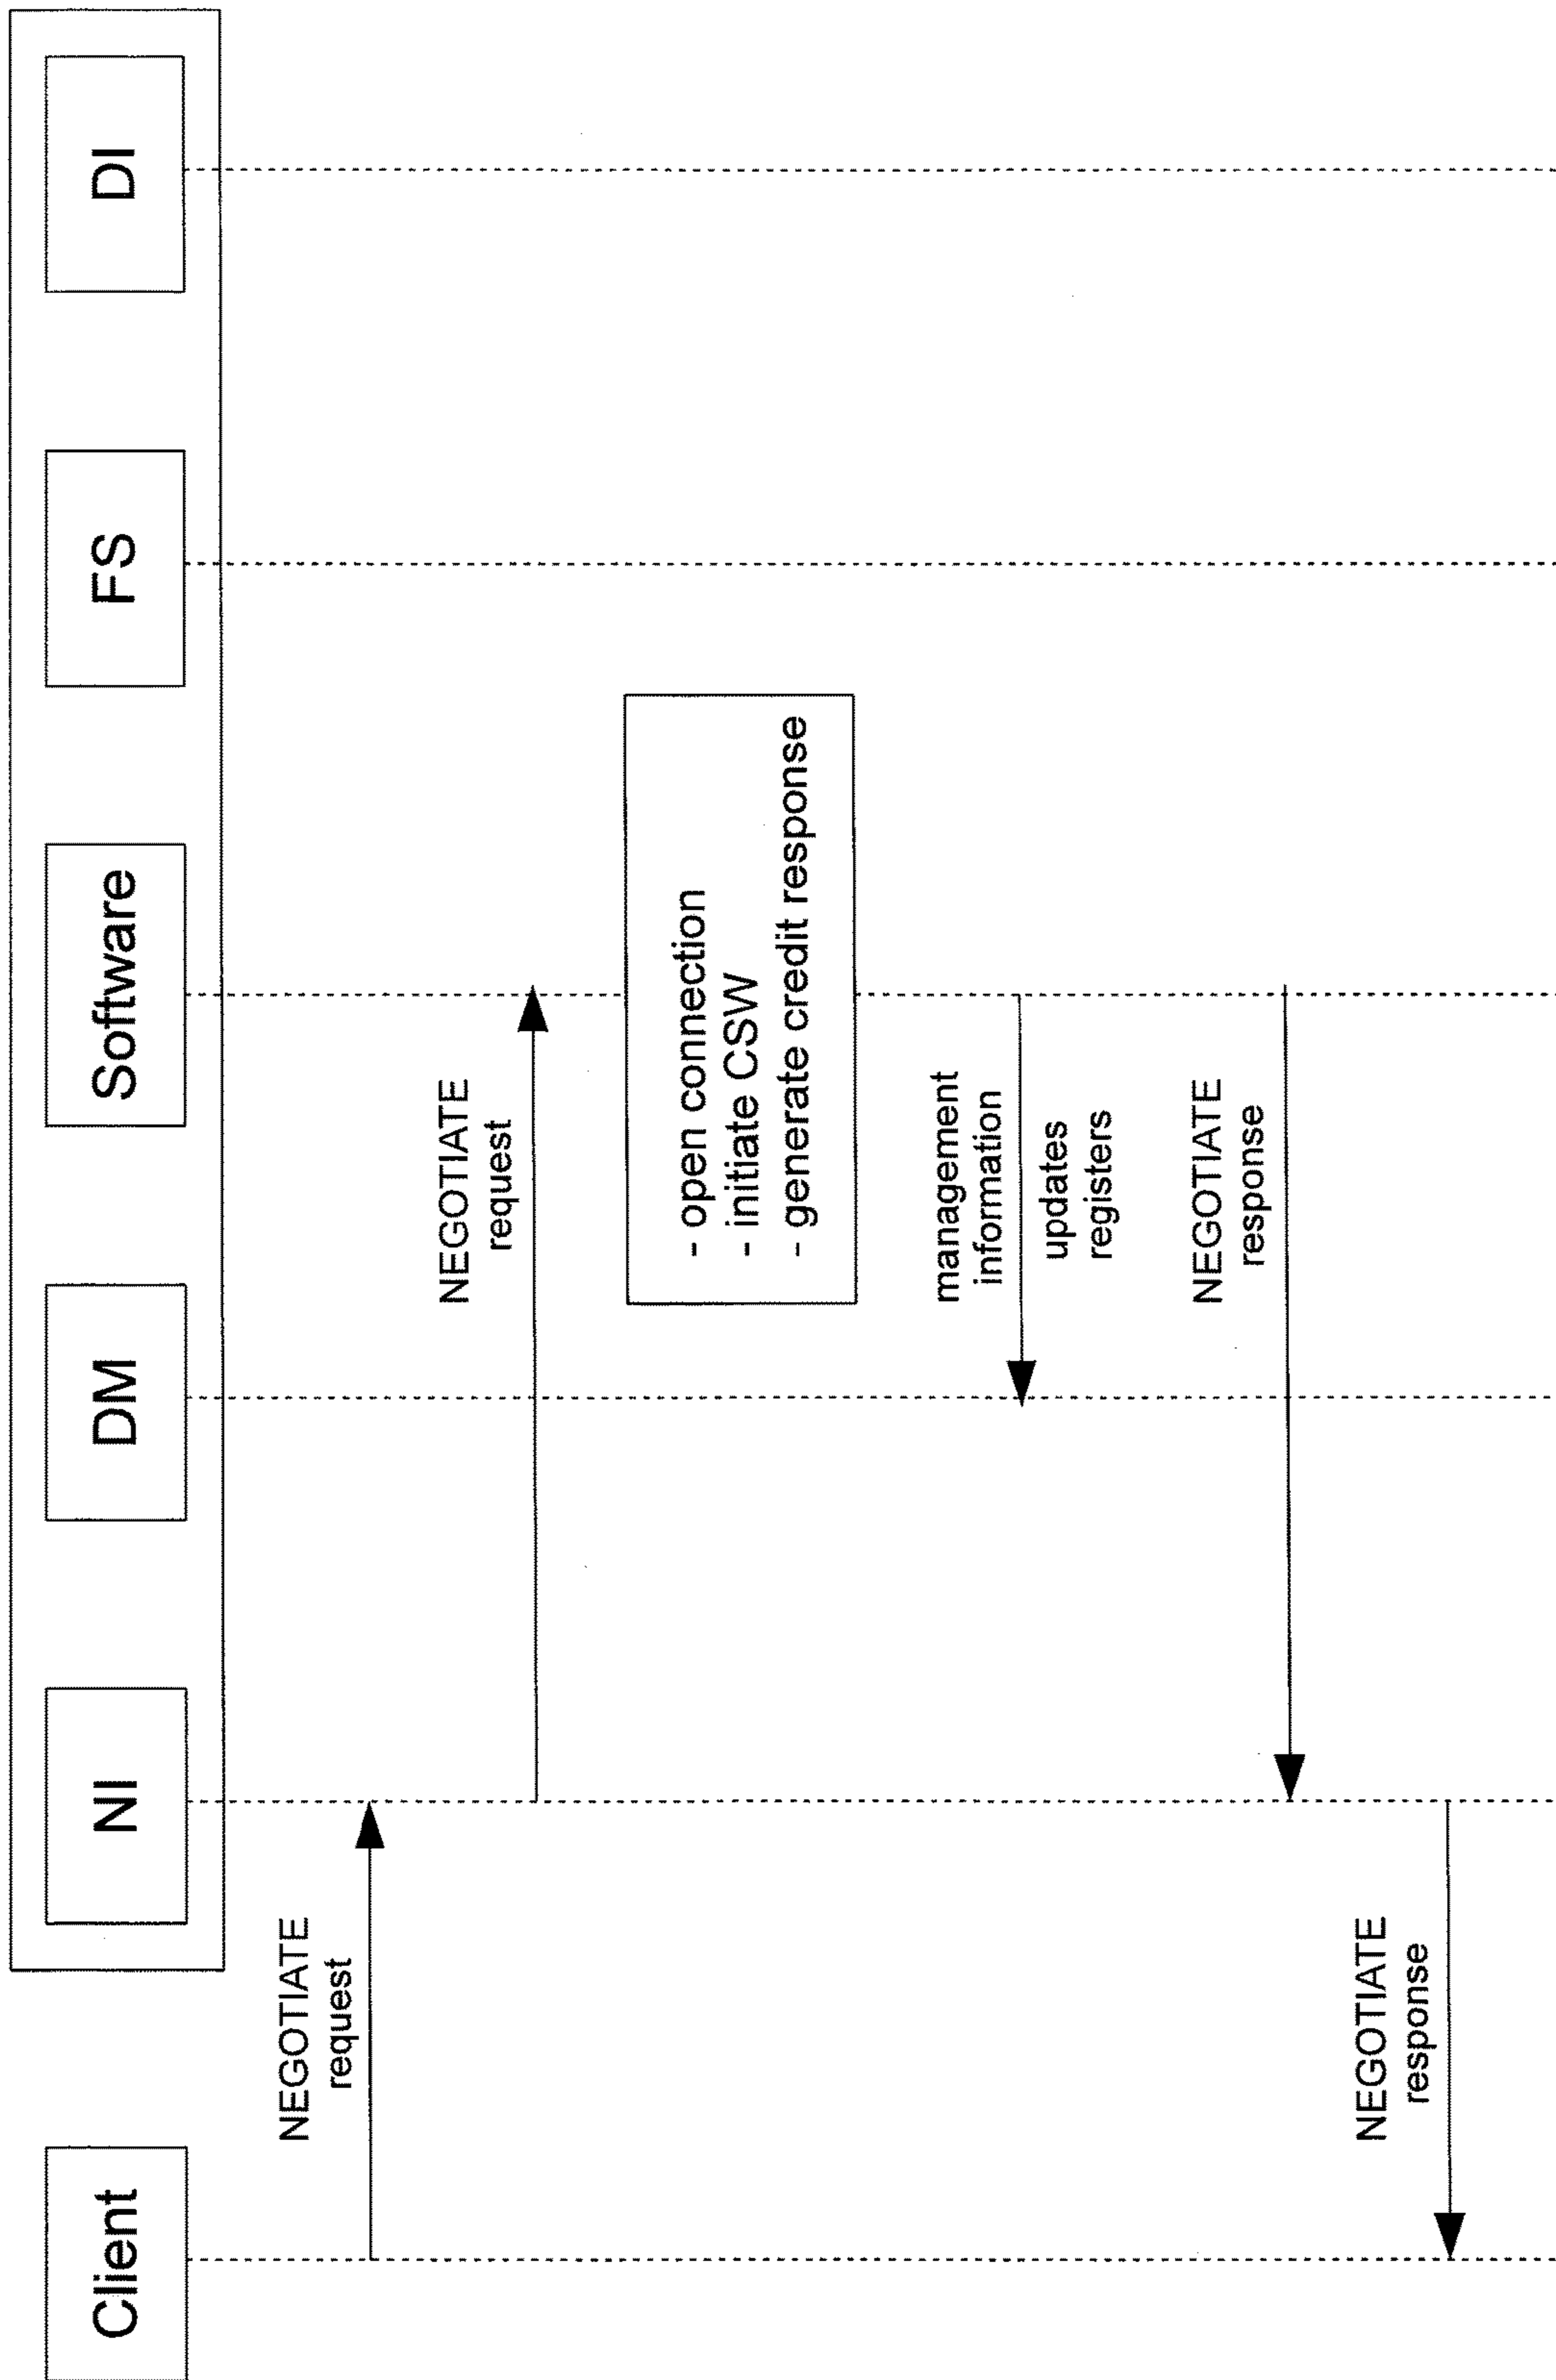 Client
NI
DM
Software
FS
DI
NEGOTIATE
request
NEGOTIATE
request
- open connection
- initiate CSW
- generate credit response
management
information
updates
registers
NEGOTIATE
response
NEGOTIATE
response